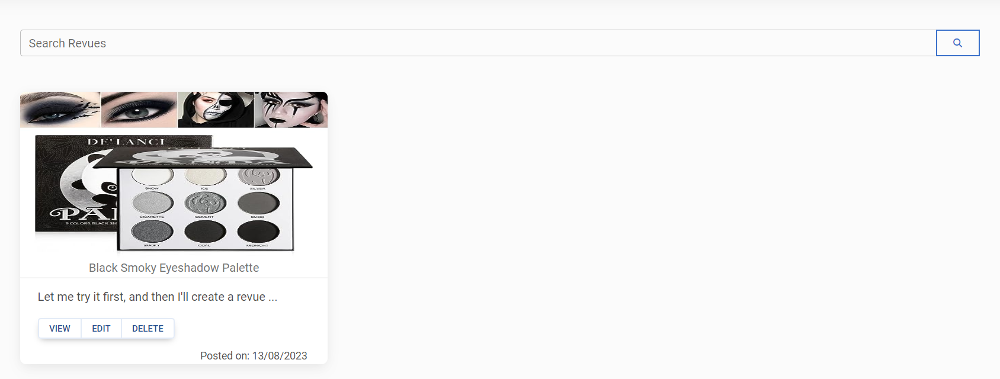 Search Revues
DE'LANCI
PANDA
SNOW ICE SILVER
CIGARETTE CEMENT SMOG
9 COLORS BLACK SM
SMOKY COAL MIDNIGHT
Black Smoky Eyeshadow Palette
Let me try it first, and then I'll create a revue ...
VIEW EDIT DELETE
Posted on: 13/08/2023